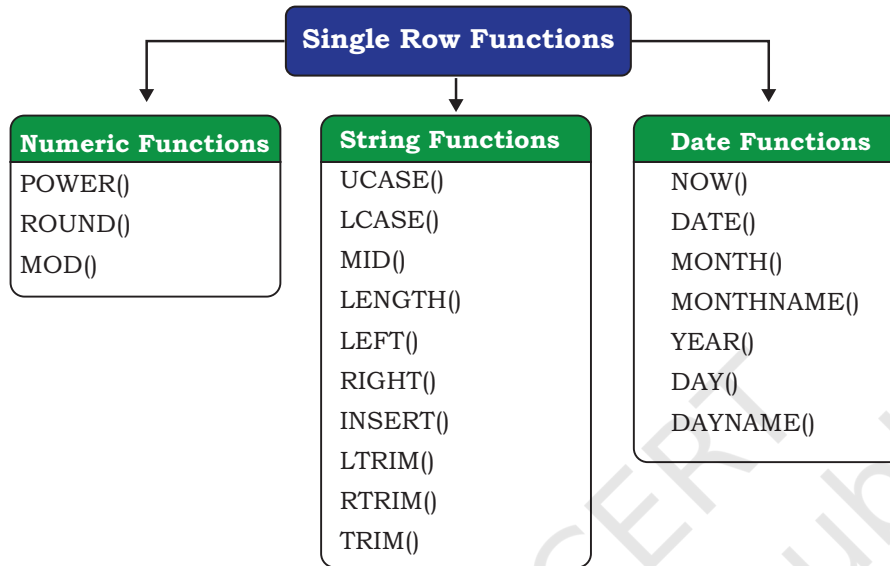 Single Row Functions
Numeric Functions
POWER()
ROUND()
MOD()
String Functions
UCASE()
LCASE()
MID()
LENGTH()
LEFT()
RIGHT()
INSERT()
LTRIM()
RTRIM()
TRIM()
Date Functions
NOW()
DATE()
MONTH()
MONTHNAME()
YEAR()
DAY()
DAYNAME()